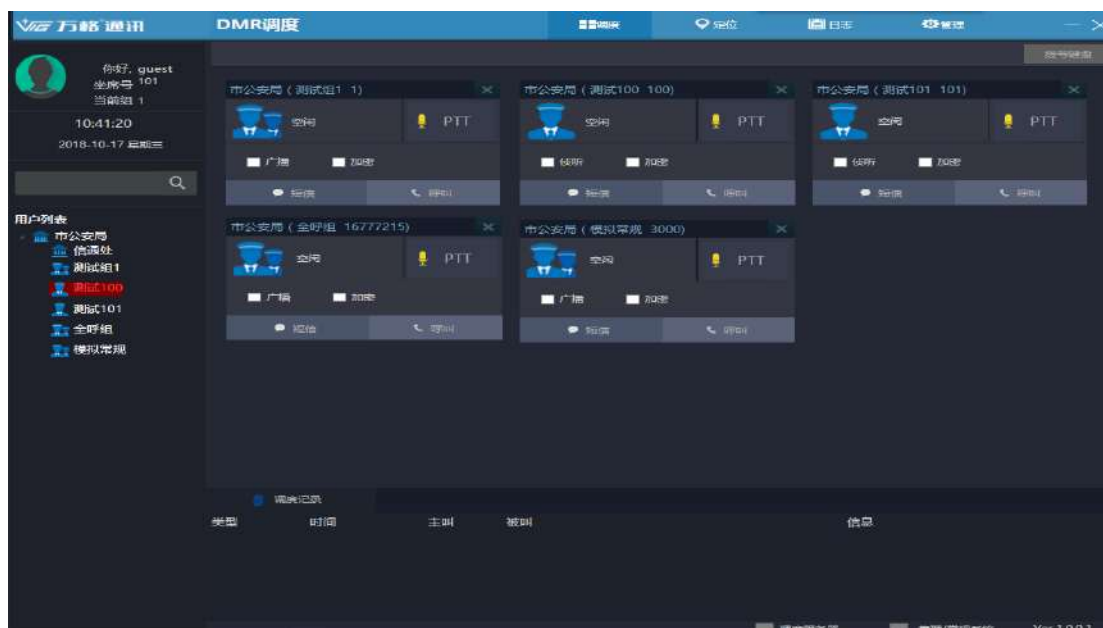 万格通讯
DMR调度
调度
定位
日志
管理
你好, guest
坐席号 101
当前组 1
10:41:20
2018-10-17 星期三
用户列表
市公安局
信通处
测试组1
测试100
测试101
全呼组
模拟常规
拨号键盘
市公安局 ( 测试组1 1)
空闲
PTT
广播
加密
短信
呼叫
市公安局 ( 测试100 100)
空闲
PTT
侦听
加密
短信
呼叫
市公安局 ( 测试101 101)
空闲
PTT
侦听
加密
短信
呼叫
市公安局 ( 全呼组 16777215)
空闲
PTT
广播
加密
短信
呼叫
市公安局 ( 模拟常规 3000)
空闲
PTT
广播
加密
短信
呼叫
调度记录
类型 时间 主叫 被叫 信息